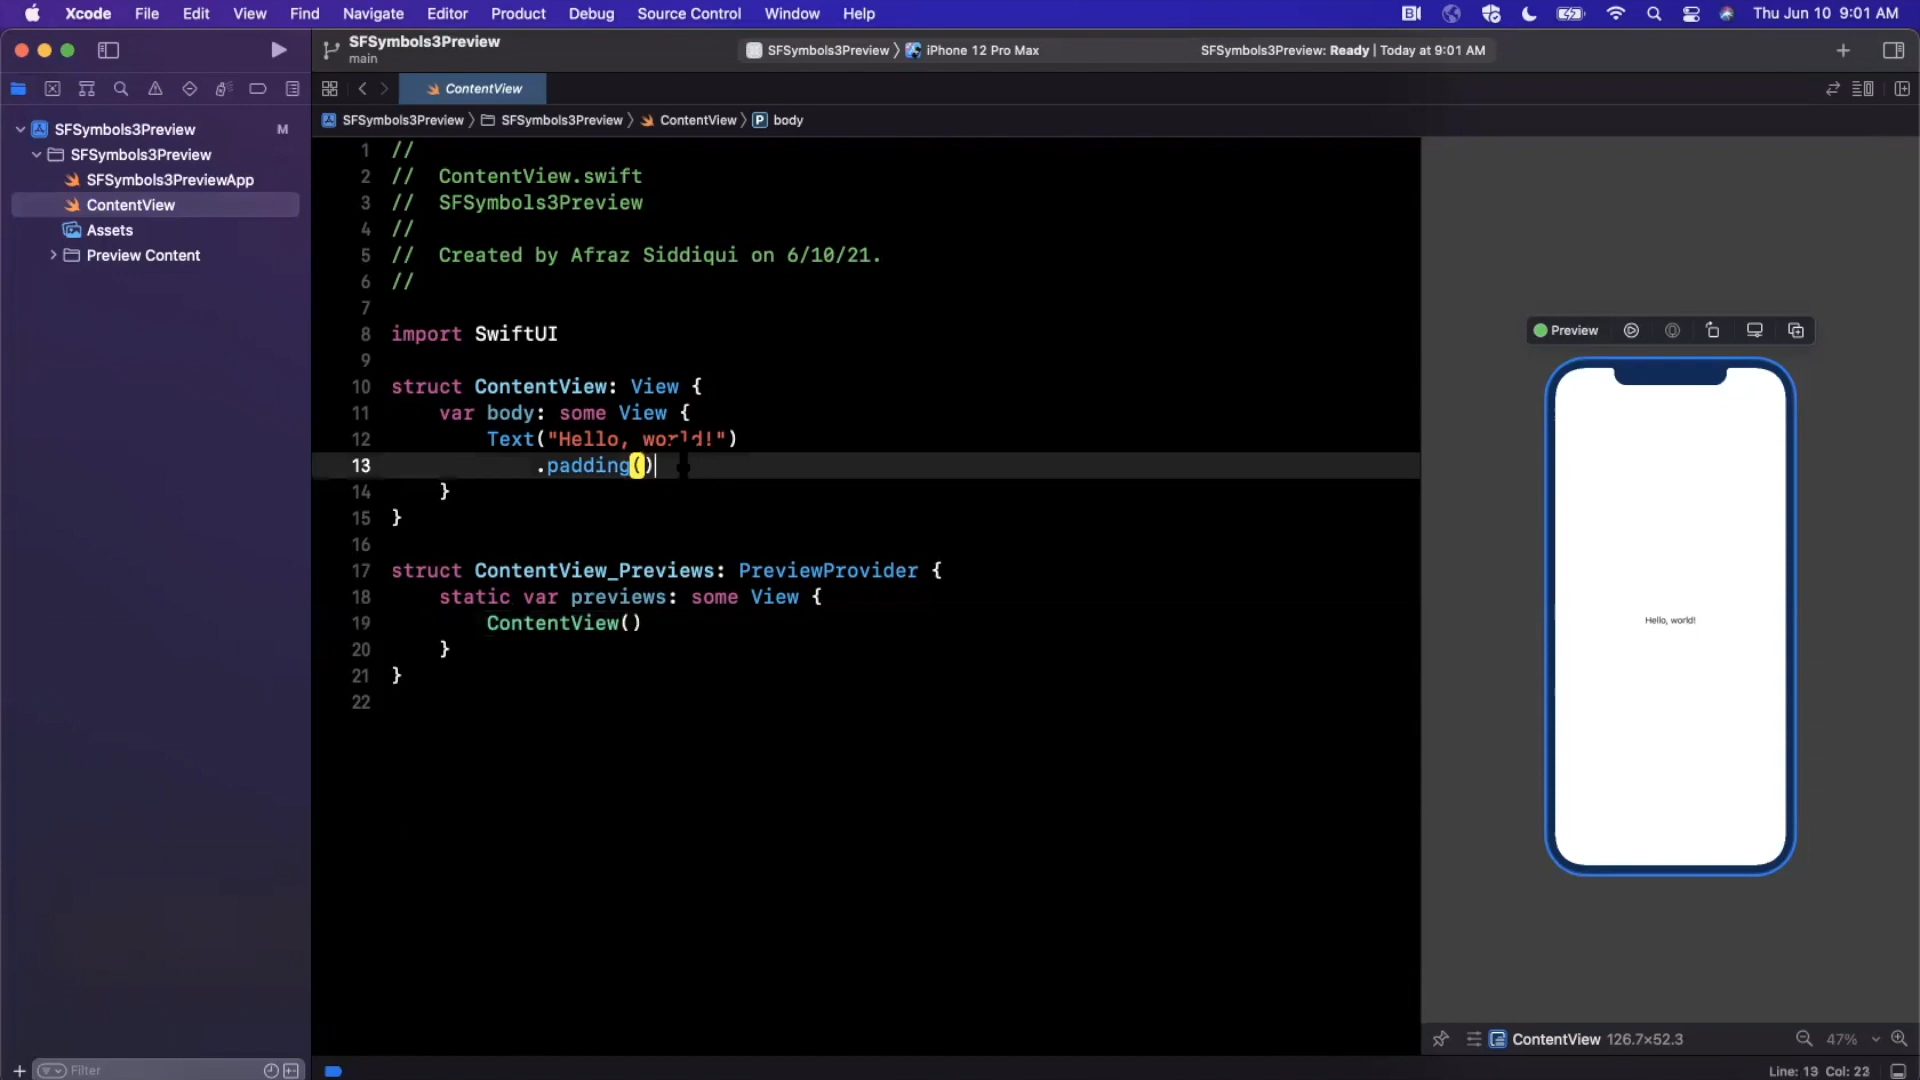 Xcode File Edit View Find Navigate Editor Product Debug Source Control Window Help Thu Jun 10 9:01 AM
SFSymbols3Preview
main
SFSymbols3Preview 〉 iPhone 12 Pro Max
SFSymbols3Preview: Ready | Today at 9:01 AM
ContentView
SFSymbols3Preview 〉 SFSymbols3Preview 〉 ContentView 〉 P body
SFSymbols3Preview M
SFSymbols3Preview
SFSymbols3PreviewApp
ContentView
Assets
Preview Content
1 //
2 //  ContentView.swift
3 //  SFSymbols3Preview
4 //
5 //  Created by Afraz Siddiqui on 6/10/21.
6 //
7
8 import SwiftUI
9
10 struct ContentView: View {
11     var body: some View {
12         Text("Hello, world!")
13             .padding()
14     }
15 }
16
17 struct ContentView_Previews: PreviewProvider {
18     static var previews: some View {
19         ContentView()
20     }
21 }
22
Preview
Hello, world!
ContentView 126.7×52.3 47%
Filter
Line: 13 Col: 23